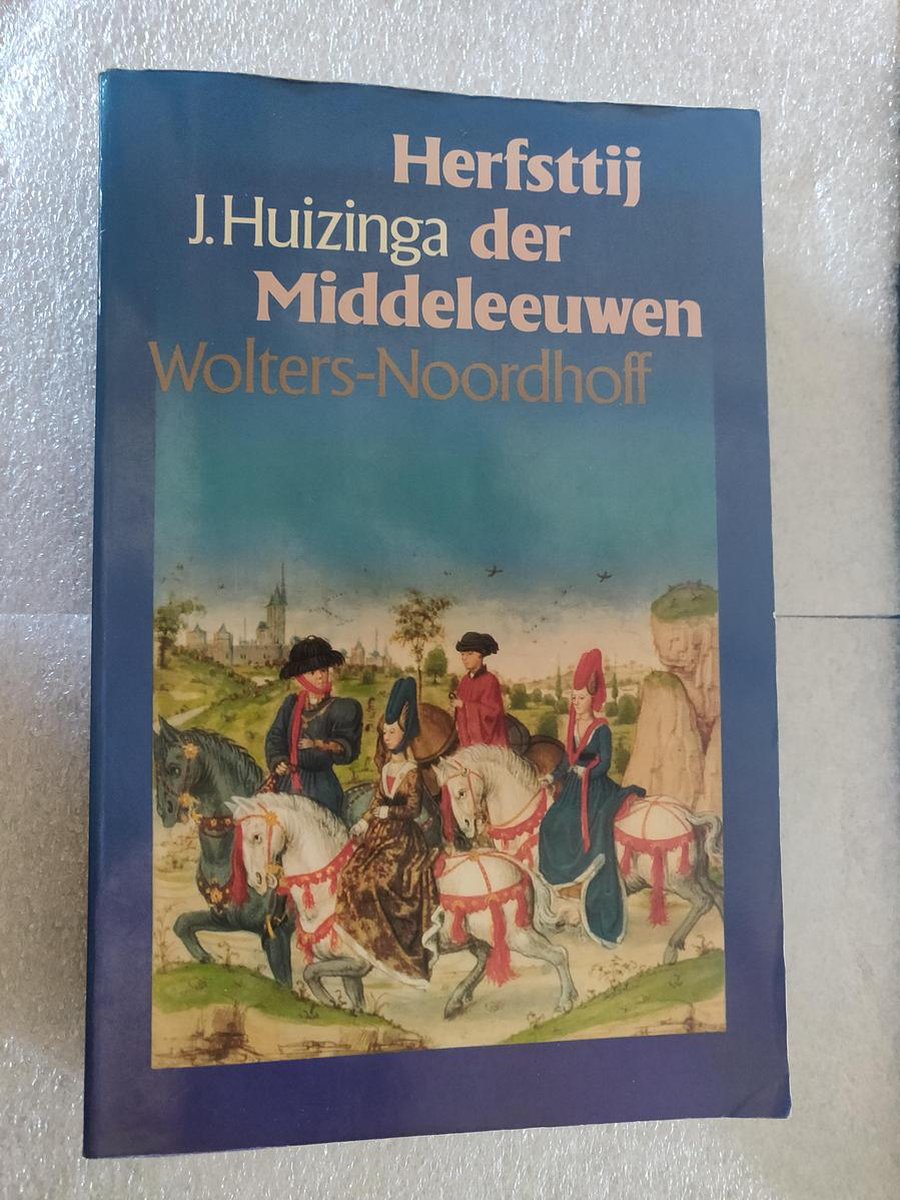 Herfsttij
J. Huizinga der
Middeleeuwen
Wolters-Noordhoff